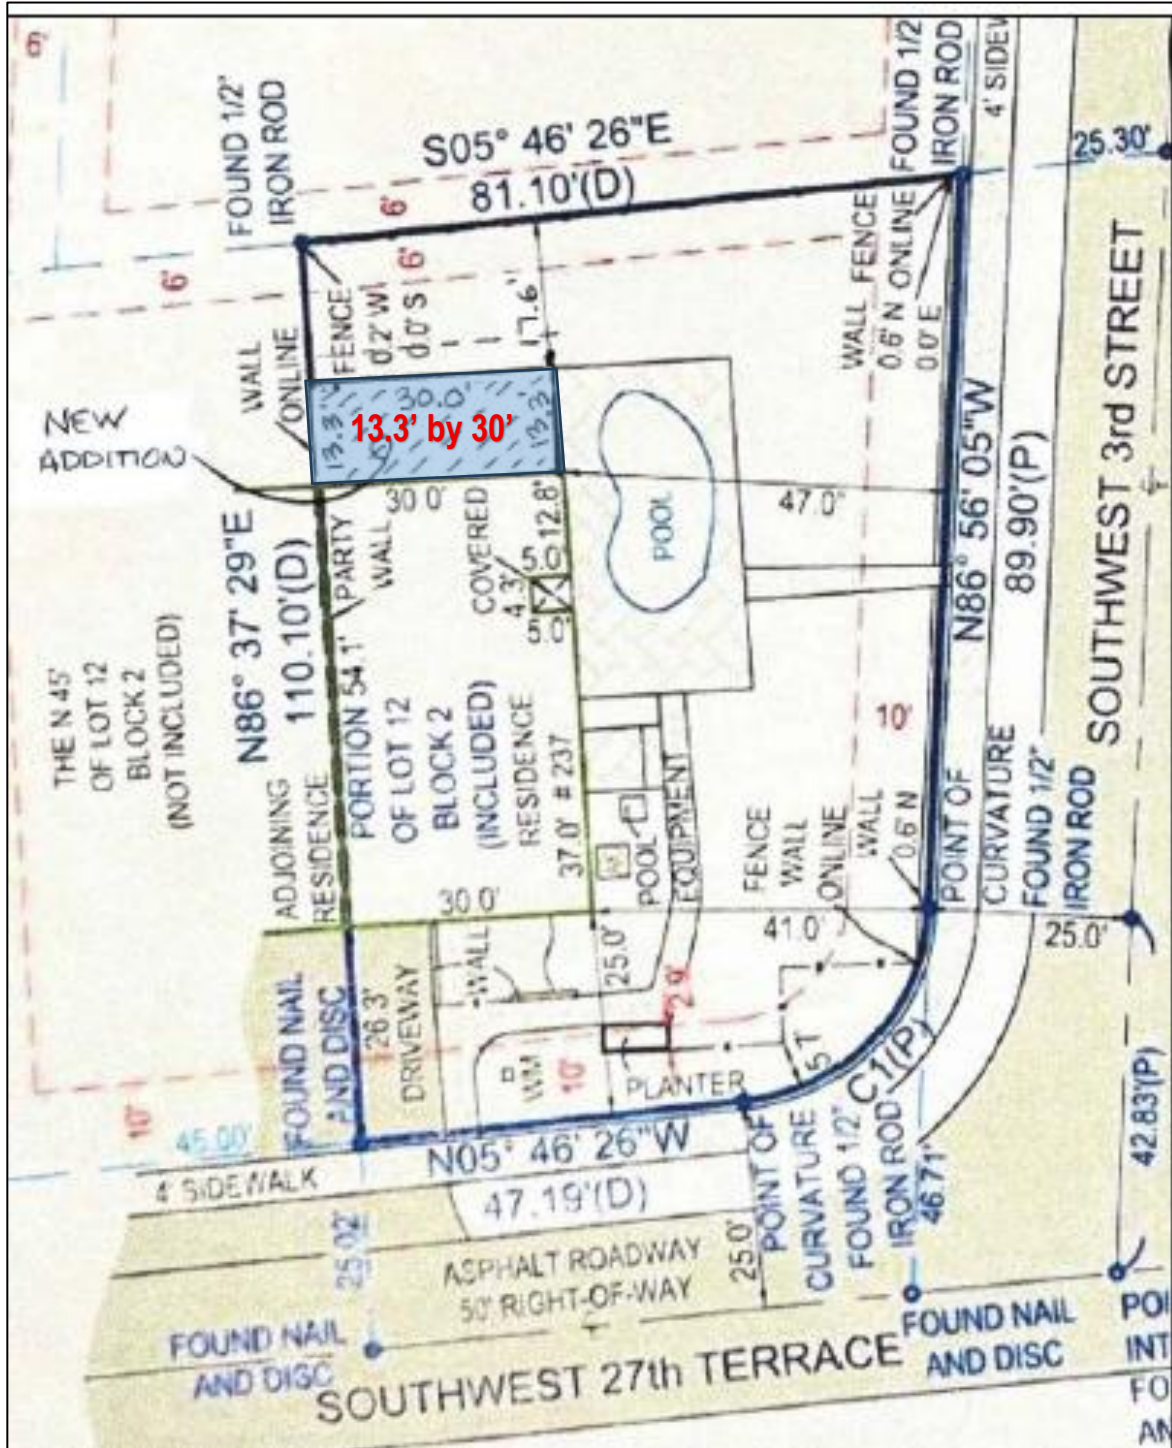 6'
FOUND 1/2"
IRON ROD
S05° 46' 26"E
81.10'(D)
FOUND 1/2
IRON ROD
4' SIDEW
25.30'
6'
6'
6'
WALL
ONLINE
FENCE
0.2' W
0.0' S
17.6'
WALL FENCE
0.6' N ONLINE
0.0' E
NEW
ADDITION
13.3'
30.0'
13.3'
13.3' by 30'
30.0'
PARTY
WALL
COVERED
4.3'
5.0
5.0
12.8"
POOL
47.0"
N86° 56' 05"W
89.90'(P)
SOUTHWEST 3rd STREET
N86° 37' 29"E
110.10'(D)
THE N 45'
OF LOT 12
BLOCK 2
(NOT INCLUDED)
ADJOINING
RESIDENCE
PORTION 54.1'
OF LOT 12
BLOCK 2
(INCLUDED)
RESIDENCE
37.0' # 237
30.0'
POOL
EQUIPMENT
10'
FENCE
WALL
ONLINE
WALL
0.6' N
POINT OF
CURVATURE
FOUND 1/2"
IRON ROD
25.0'
41.0'
FOUND NAIL
AND DISC
26.3'
DRIVEWAY
WALL
25.0'
2.9'
WM
10'
PLANTER
5.1'
C1(P)
10'
45.00'
4' SIDEWALK
N05° 46' 26"W
47.19'(D)
POINT OF
CURVATURE
FOUND 1/2"
IRON ROD
46.71'
42.83'(P)
25.02'
ASPHALT ROADWAY
50' RIGHT-OF-WAY
25.0'
FOUND NAIL
AND DISC
SOUTHWEST 27th TERRACE
FOUND NAIL
AND DISC
POI
INT
FO
AN